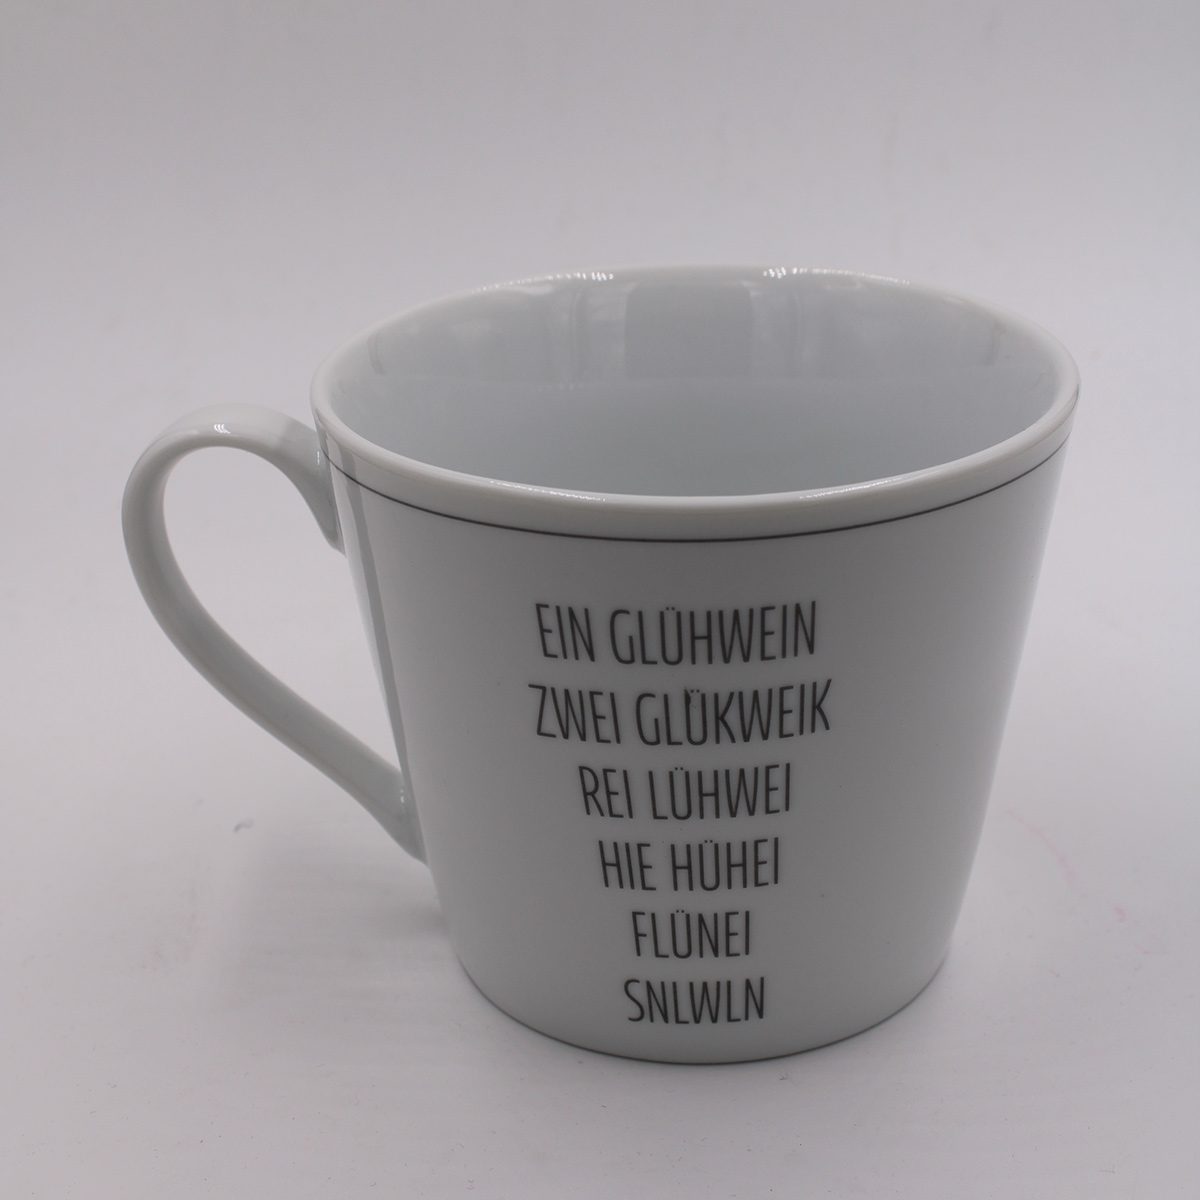 EIN GLÜHWEIN
ZWEI GLÜKWEIK
REI LÜHWEI
HIE HÜHEI
FLÜNEI
SNLWLN